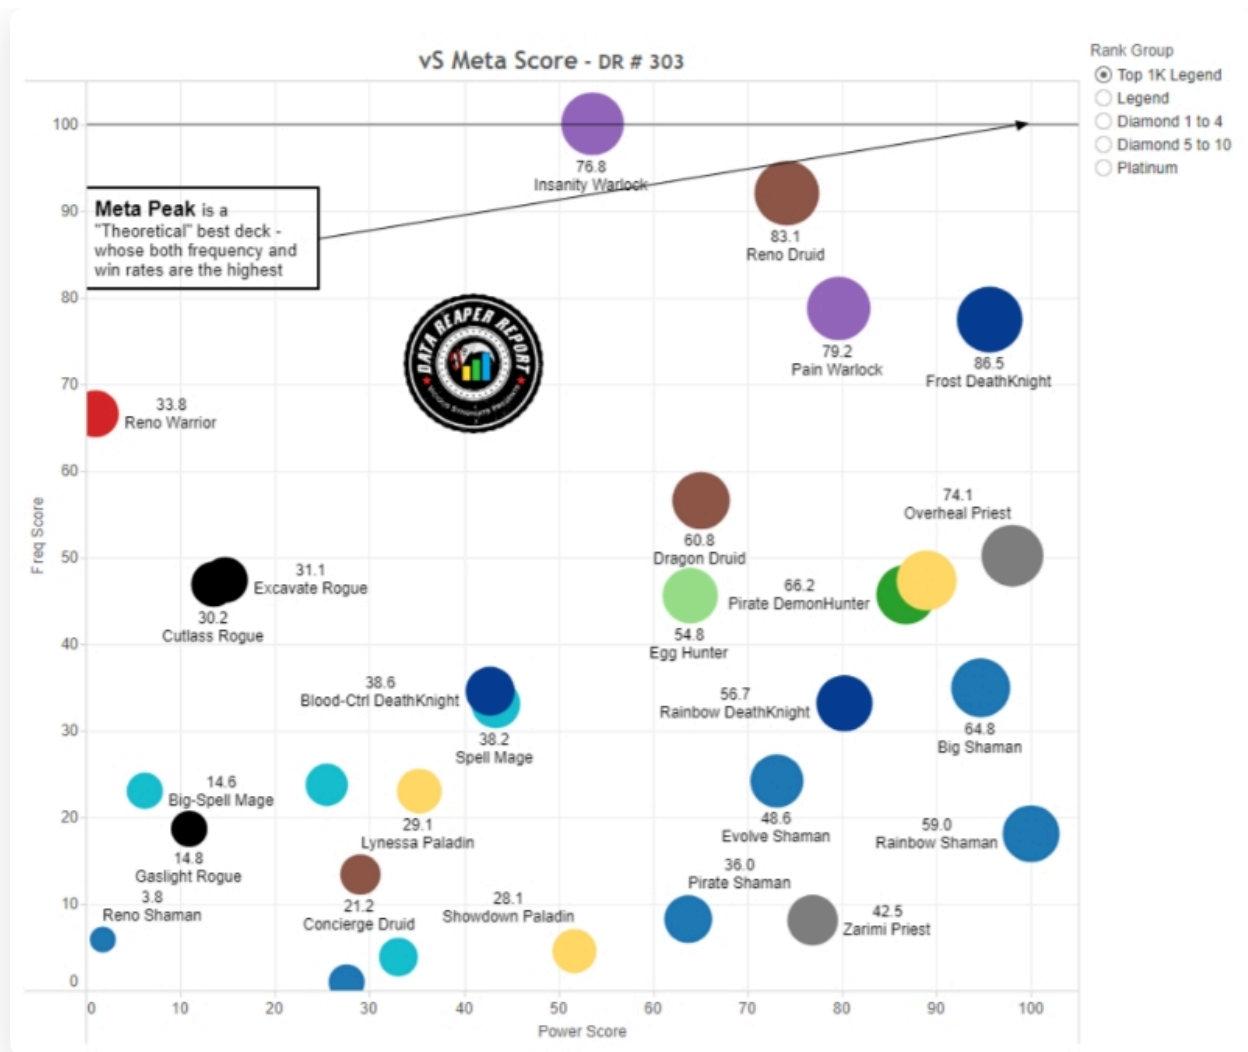 vS Meta Score - DR # 303
Rank Group
Top 1K Legend
Legend
Diamond 1 to 4
Diamond 5 to 10
Platinum
100
90
80
70
60
50
40
30
20
10
0
Freq Score
Meta Peak is a
"Theoretical" best deck -
whose both frequency and
win rates are the highest
76.8
Insanity Warlock
83.1
Reno Druid
79.2
Pain Warlock
86.5
Frost DeathKnight
DATA REAPER REPORT
33.8
Reno Warrior
60.8
Dragon Druid
74.1
Overheal Priest
31.1
Excavate Rogue
30.2
Cutlass Rogue
66.2
Pirate DemonHunter
54.8
Egg Hunter
38.6
Blood-Ctrl DeathKnight
38.2
Spell Mage
56.7
Rainbow DeathKnight
64.8
Big Shaman
14.6
Big-Spell Mage
29.1
Lynessa Paladin
48.6
Evolve Shaman
59.0
Rainbow Shaman
14.8
Gaslight Rogue
36.0
Pirate Shaman
3.8
Reno Shaman
21.2
Concierge Druid
28.1
Showdown Paladin
42.5
Zarimi Priest
0
10
20
30
40
50
60
70
80
90
100
Power Score